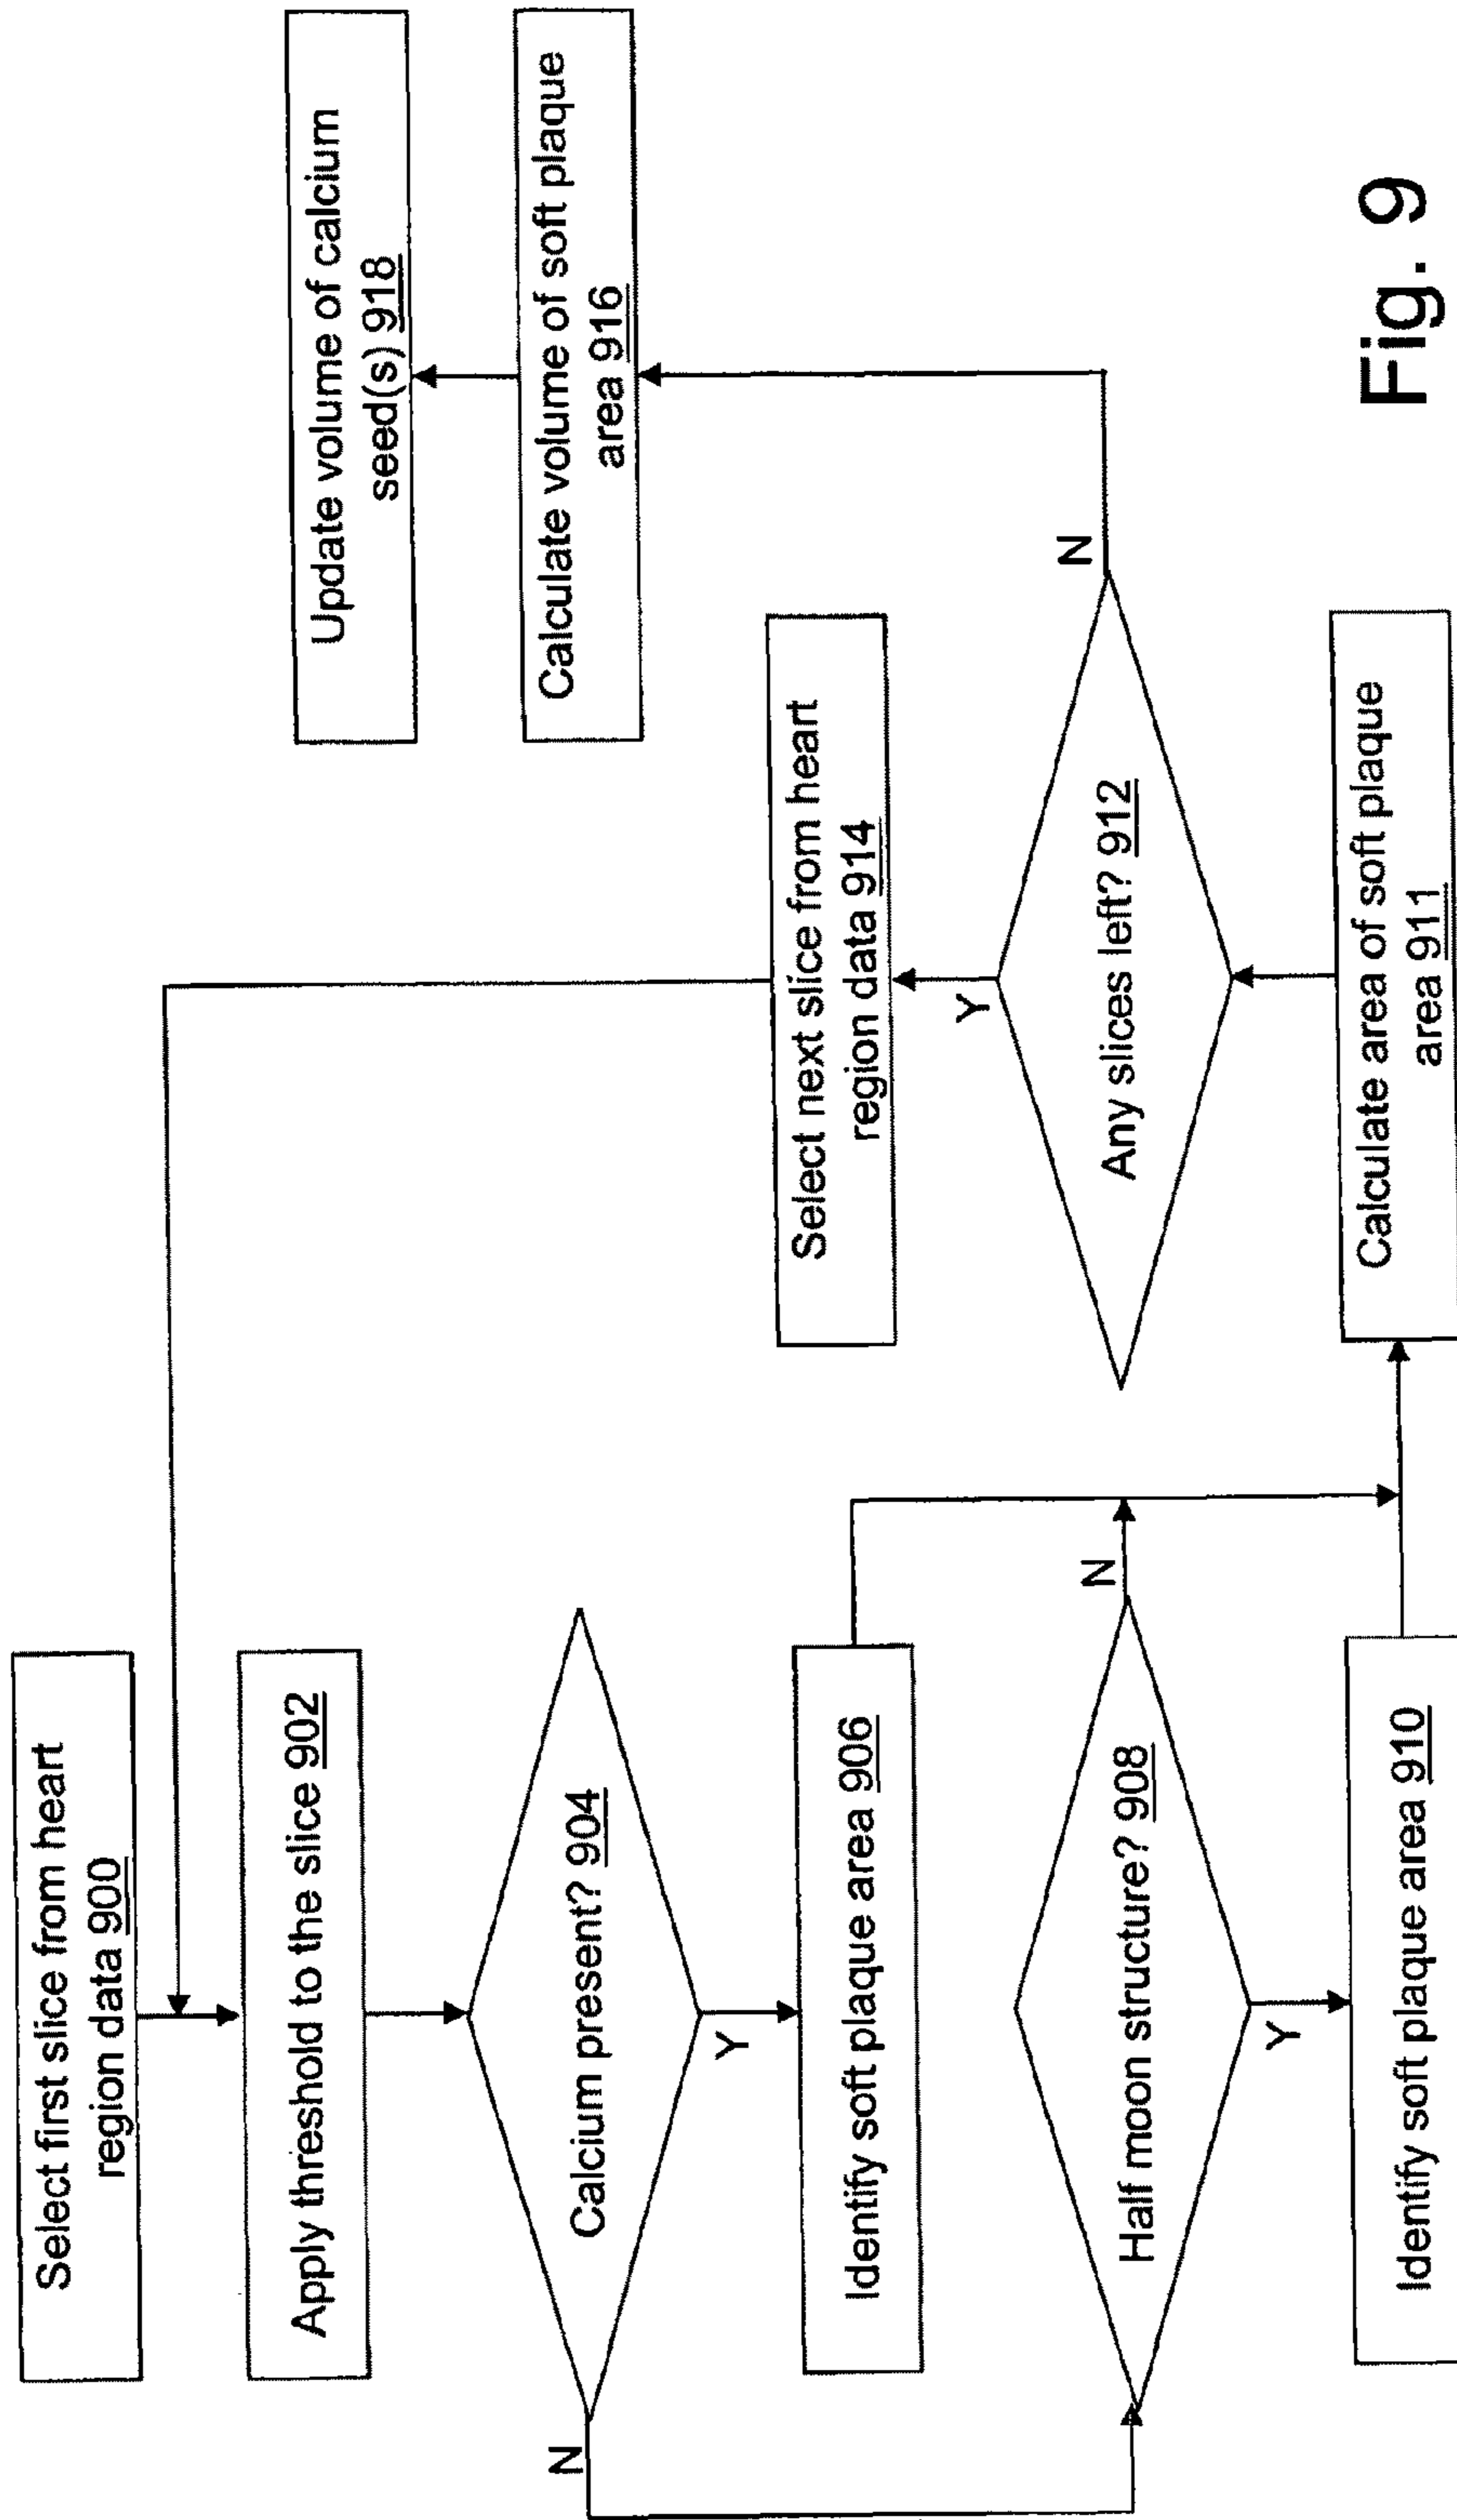 Select first slice from heart
region data 900
Apply threshold to the slice 902
Calcium present? 904
N
Y
Identify soft plaque area 906
Half moon structure? 908
N
Y
Identify soft plaque area 910
Calculate area of soft plaque
area 911
Any slices left? 912
Y
N
Select next slice from heart
region data 914
Calculate volume of soft plaque
area 916
Update volume of calcium
seed(s) 918
Fig. 9